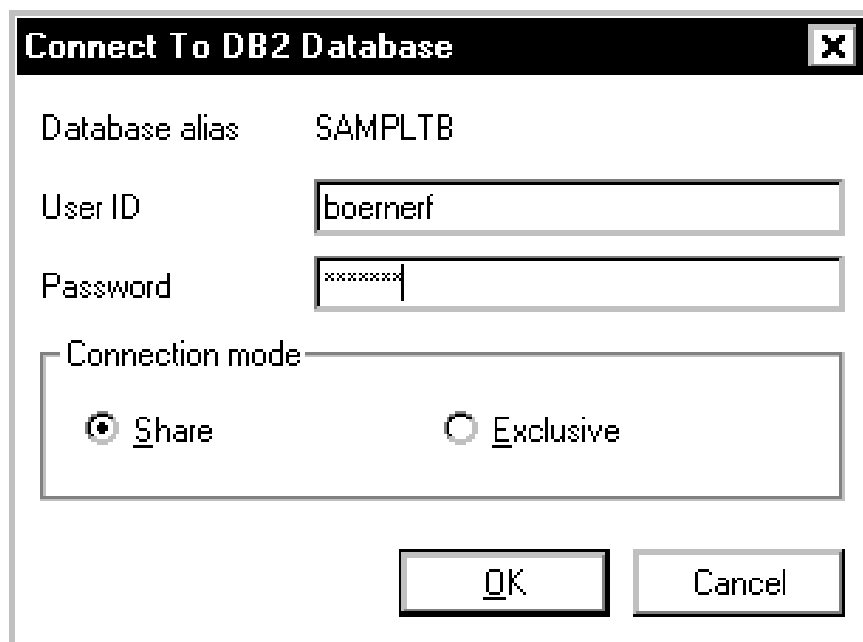 Connect To DB2 Database
Database alias SAMPLTB
User ID boernerf
Password *******
Connection mode
Share Exclusive
OK Cancel